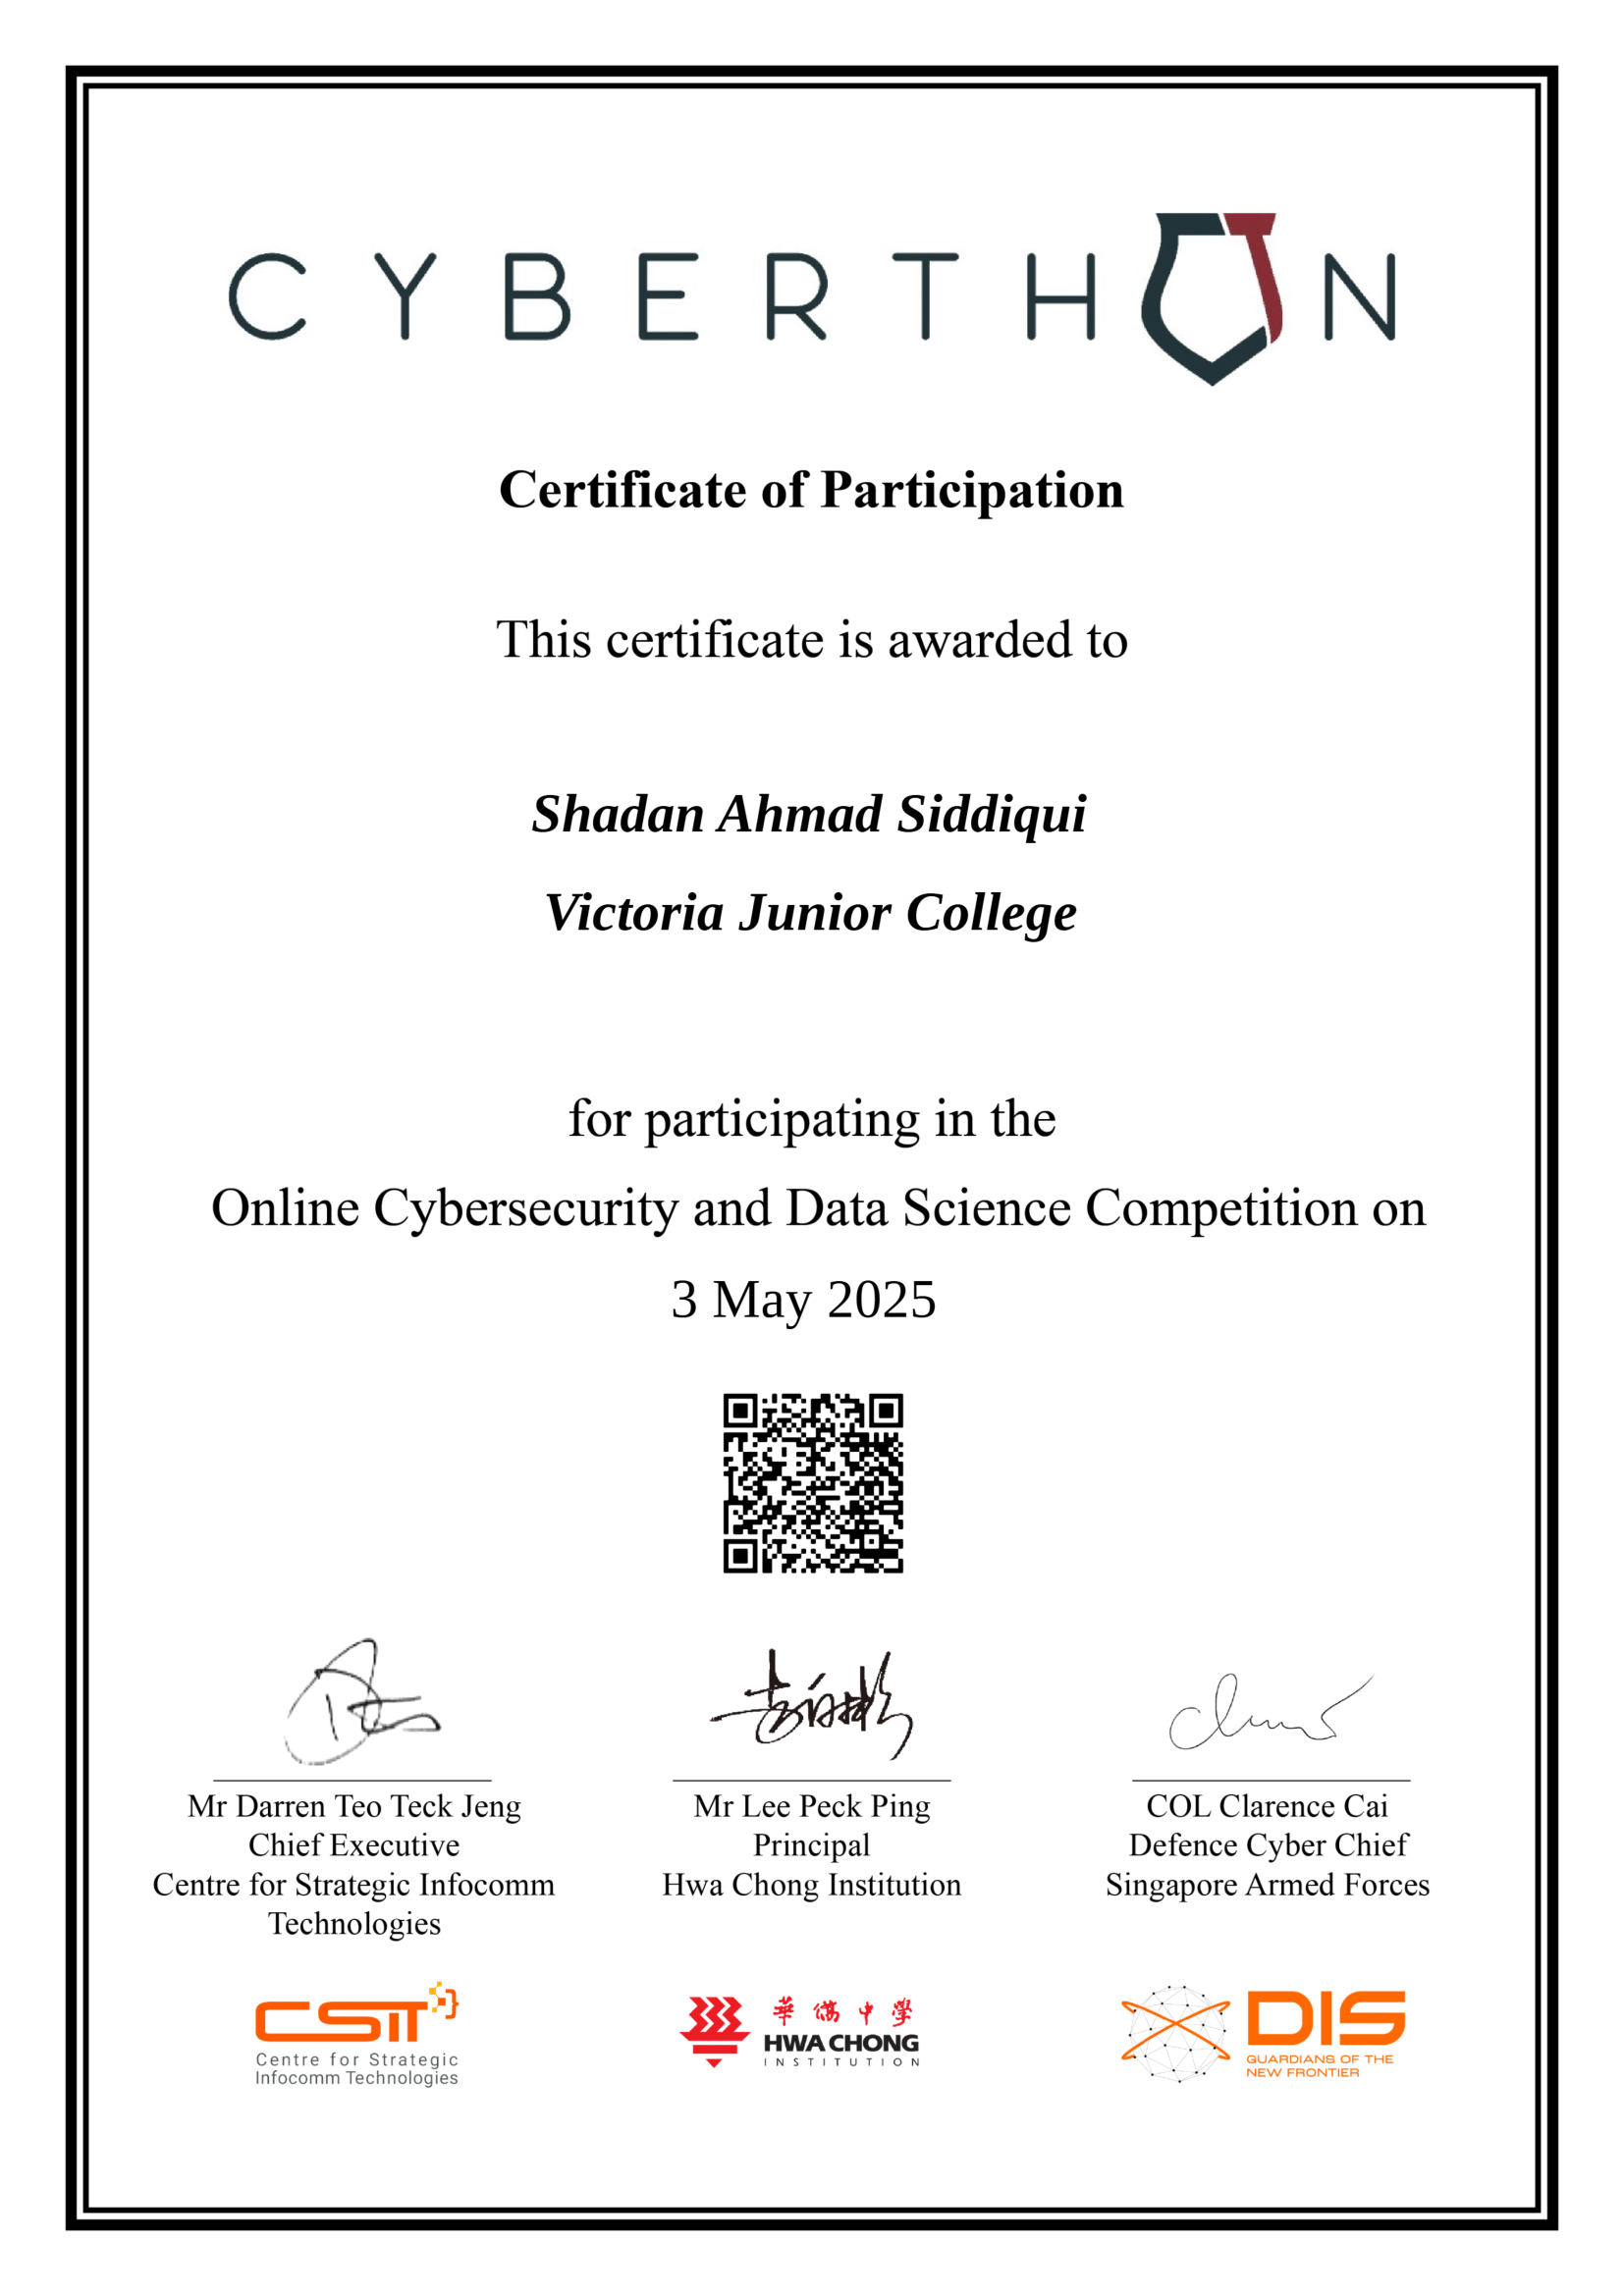 CYBERTHON
Certificate of Participation
This certificate is awarded to
Shadan Ahmad Siddiqui
Victoria Junior College
for participating in the
Online Cybersecurity and Data Science Competition on
3 May 2025
Mr Darren Teo Teck Jeng
Chief Executive
Centre for Strategic Infocomm
Technologies
Mr Lee Peck Ping
Principal
Hwa Chong Institution
COL Clarence Cai
Defence Cyber Chief
Singapore Armed Forces
CSIT
Centre for Strategic
Infocomm Technologies
華僑中學
HWA CHONG
INSTITUTION
DIS
GUARDIANS OF THE
NEW FRONTIER